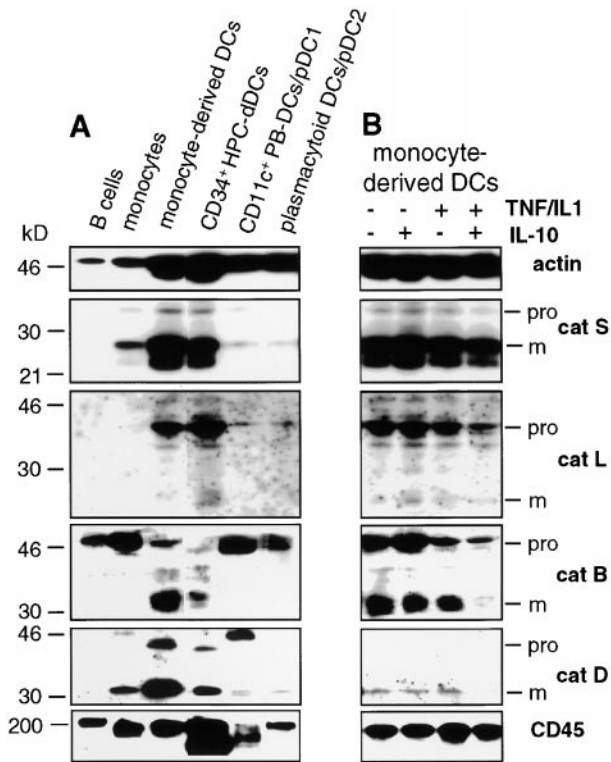 A
B cells
monocytes
monocyte-derived DCs
CD34+ HPC-dDCs
CD11c+ PB-DCs/pDC1
plasmacytoid DCs/pDC2
B
monocyte-
derived DCs
- - + + TNF/IL1
- + - + IL-10
kD
46
actin
30
21
pro
cat S
m
46
30
pro
cat L
m
46
30
pro
cat B
m
46
30
pro
cat D
m
200
CD45